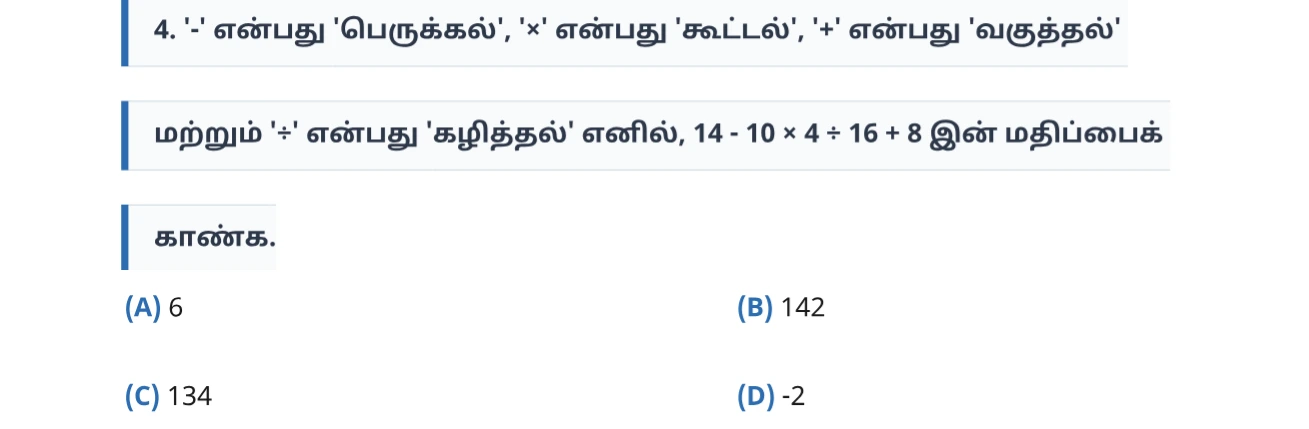 4. '-' என்பது 'பெருக்கல்', '×' என்பது 'கூட்டல்', '+' என்பது 'வகுத்தல்'
மற்றும் '÷' என்பது 'கழித்தல்' எனில், 14 - 10 × 4 ÷ 16 + 8 இன் மதிப்பைக்
காண்க.
(A) 6 (B) 142
(C) 134 (D) -2